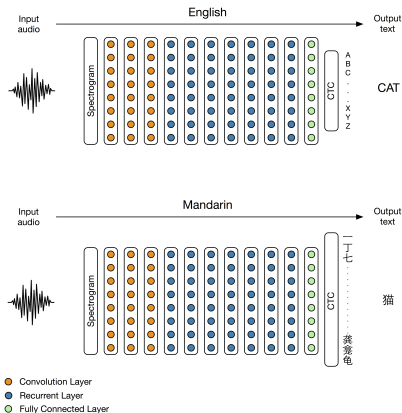 English
Input
audio
Output
text
Spectrogram
CTC
A
B
C
.
.
.
X
Y
Z
CAT
Mandarin
Input
audio
Output
text
Spectrogram
CTC
一
丁
七
.
.
.
.
.
.
.
.
.
龚
龛
龟
猫
Convolution Layer
Recurrent Layer
Fully Connected Layer